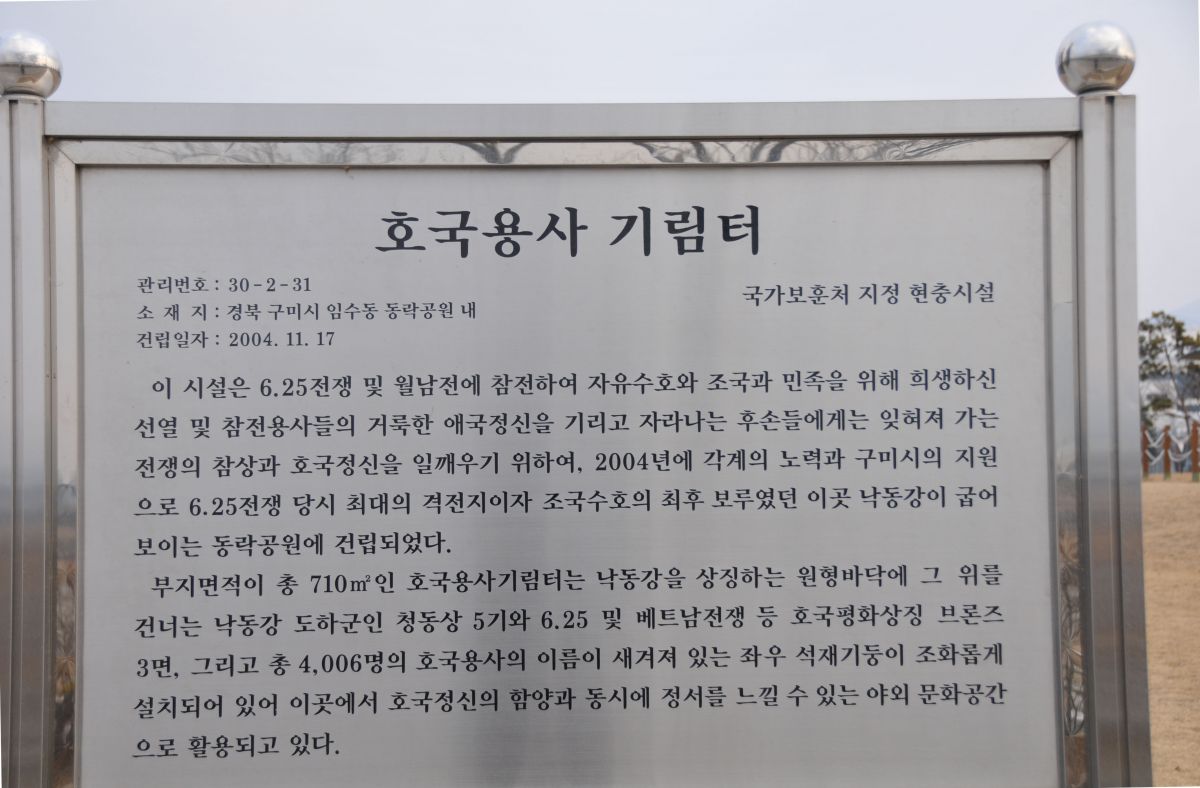 호국용사 기림터
관리번호 : 30-2-31
소 재 지 : 경북 구미시 임수동 동락공원 내
건립일자 : 2004. 11. 17
국가보훈처 지정 현충시설
이 시설은 6.25전쟁 및 월남전에 참전하여 자유수호와 조국과 민족을 위해 희생하신
선열 및 참전용사들의 거룩한 애국정신을 기리고 자라나는 후손들에게는 잊혀져 가는
전쟁의 참상과 호국정신을 일깨우기 위하여, 2004년에 각계의 노력과 구미시의 지원
으로 6.25전쟁 당시 최대의 격전지이자 조국수호의 최후 보루였던 이곳 낙동강이 굽어
보이는 동락공원에 건립되었다.
부지면적이 총 710㎡인 호국용사기림터는 낙동강을 상징하는 원형바닥에 그 위를
건너는 낙동강 도하군인 청동상 5기와 6.25 및 베트남전쟁 등 호국평화상징 브론즈
3면, 그리고 총 4,006명의 호국용사의 이름이 새겨져 있는 좌우 석재기둥이 조화롭게
설치되어 있어 이곳에서 호국정신의 함양과 동시에 정서를 느낄 수 있는 야외 문화공간
으로 활용되고 있다.